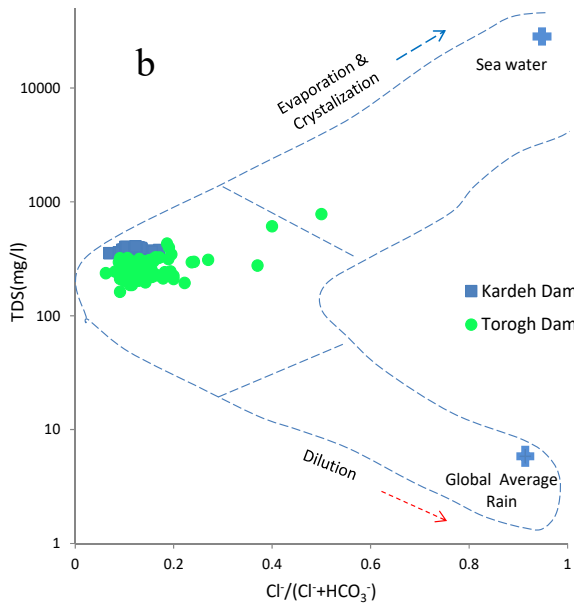 b
Evaporation &
Crystalization
Sea water
10000
1000
100
10
1
TDS(mg/l)
Kardeh Dam
Torogh Dam
Dilution
Global Average
Rain
0
0.2
0.4
0.6
0.8
1
Cl⁻/(Cl⁻+HCO₃⁻)